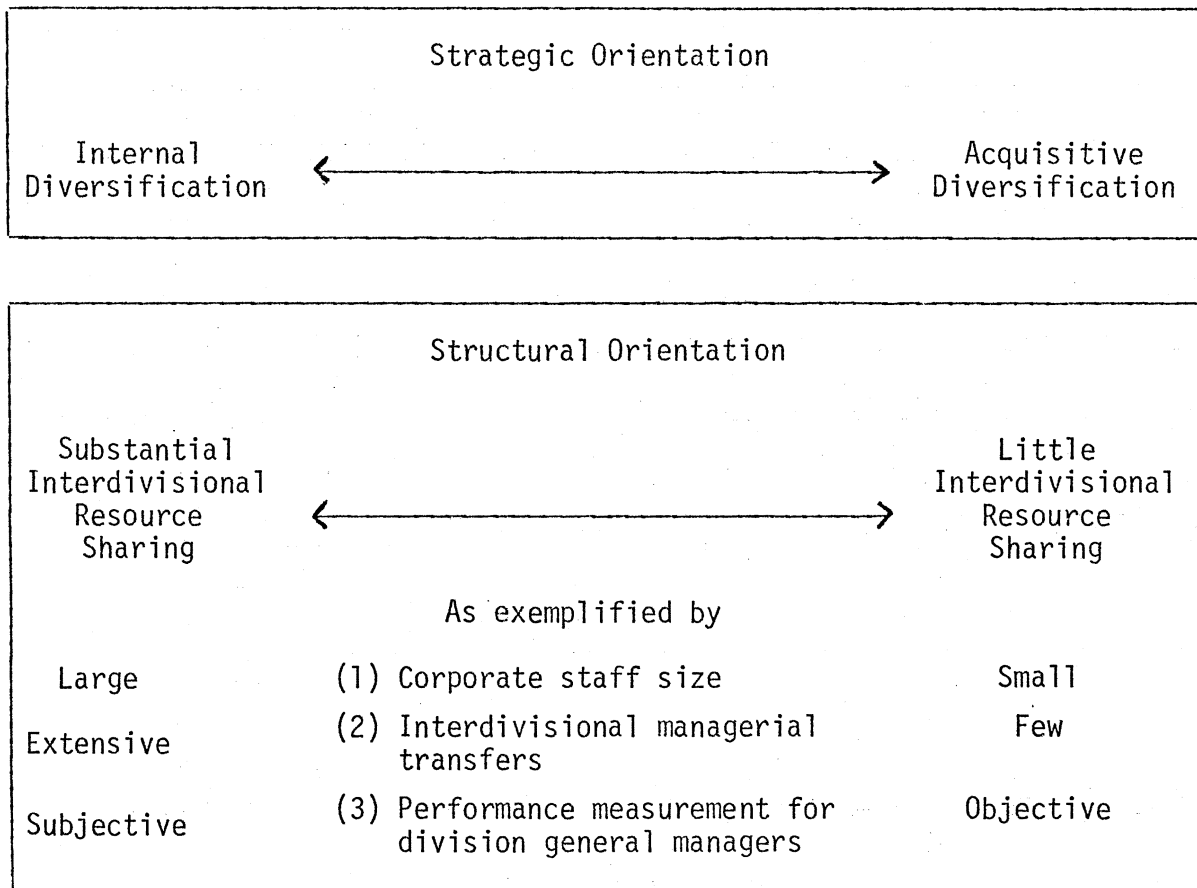 Strategic Orientation
Internal
Diversification
Acquisitive
Diversification
Structural Orientation
Substantial
Interdivisional
Resource
Sharing
Little
Interdivisional
Resource
Sharing
As exemplified by
Large (1) Corporate staff size Small
Extensive (2) Interdivisional managerial
transfers Few
Subjective (3) Performance measurement for
division general managers Objective